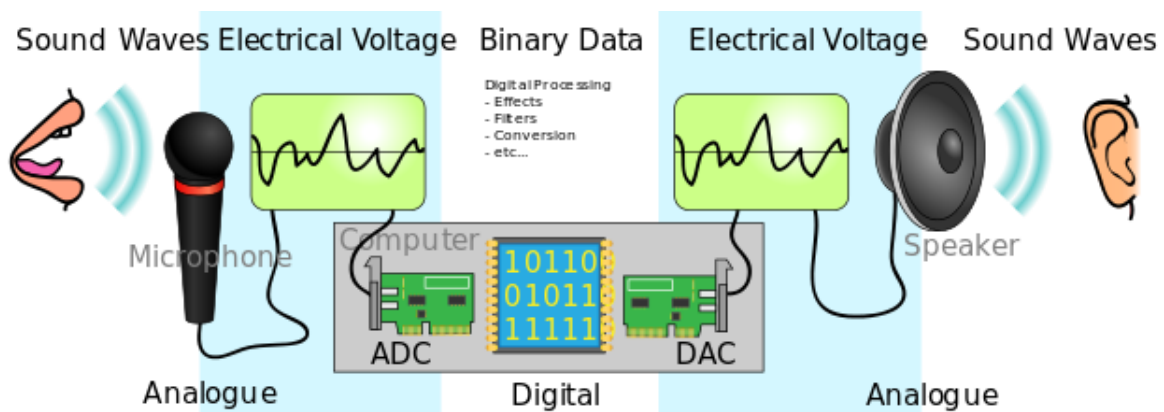 Sound Waves
Electrical Voltage
Binary Data
Electrical Voltage
Sound Waves
Digital Processing
- Effects
- Filters
- Conversion
- etc...
Microphone
Computer
Speaker
10110
01011
11111
ADC
DAC
Analogue
Digital
Analogue